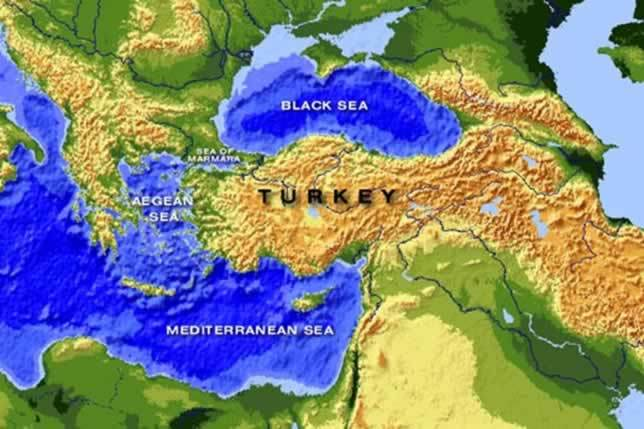 BLACK SEA
SEA OF
MARMARA
TURKEY
AEGEAN
SEA
MEDITERRANEAN SEA